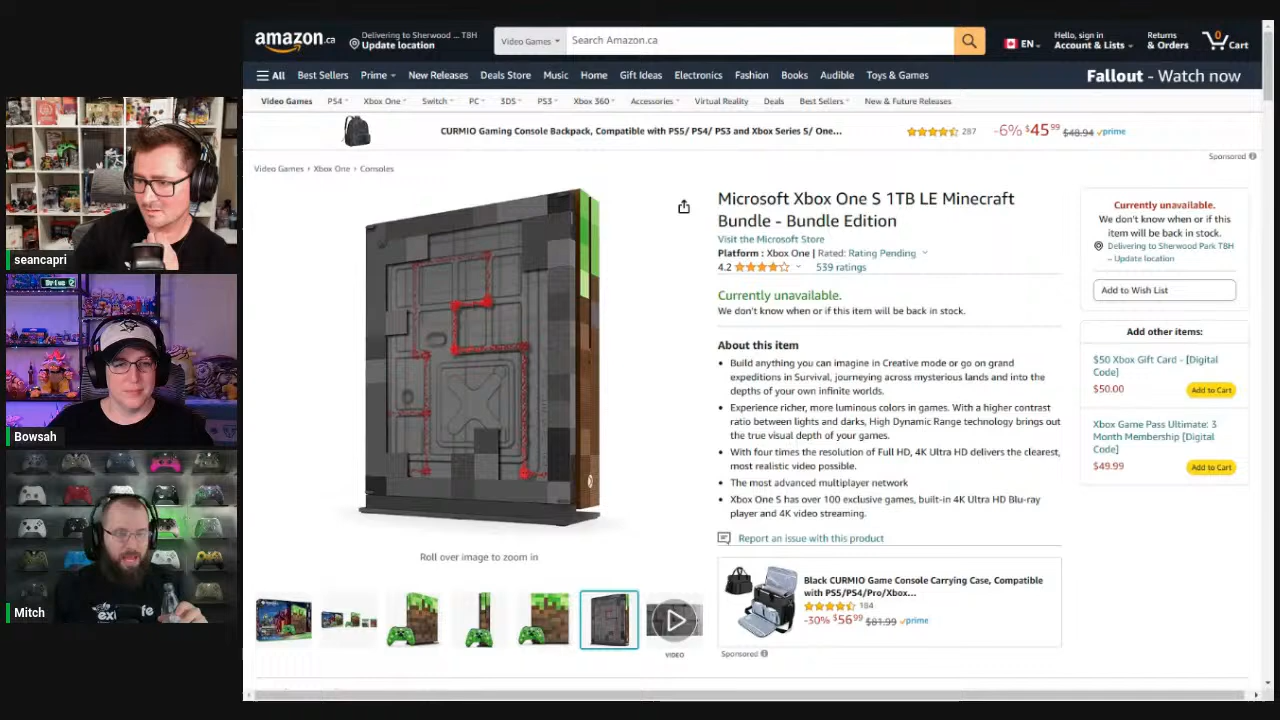 amazon.ca
Delivering to Sherwood ... T8H
Update location
Video Games
Search Amazon.ca
EN
Hello, sign in
Account & Lists
Returns
& Orders
0
Cart
All
Best Sellers
Prime
New Releases
Deals Store
Music
Home
Gift Ideas
Electronics
Fashion
Books
Audible
Toys & Games
Fallout - Watch now
Video Games
PS4
Xbox One
Switch
PC
3DS
PS3
Xbox 360
Accessories
Virtual Reality
Deals
Best Sellers
New & Future Releases
CURMIO Gaming Console Backpack, Compatible with PS5/ PS4/ PS3 and Xbox Series S/ One...
287
-6% $4599 $48.94 prime
Sponsored
Video Games › Xbox One › Consoles
Microsoft Xbox One S 1TB LE Minecraft
Bundle - Bundle Edition
Visit the Microsoft Store
Platform : Xbox One | Rated: Rating Pending
4.2
539 ratings
Currently unavailable.
We don't know when or if this item will be back in stock.
About this item
Build anything you can imagine in Creative mode or go on grand
expeditions in Survival, journeying across mysterious lands and into the
depths of your own infinite worlds.
Experience richer, more luminous colors in games. With a higher contrast
ratio between lights and darks, High Dynamic Range technology brings out
the true visual depth of your games.
With four times the resolution of Full HD, 4K Ultra HD delivers the clearest,
most realistic video possible.
The most advanced multiplayer network
Xbox One S has over 100 exclusive games, built-in 4K Ultra HD Blu-ray
player and 4K video streaming.
Report an issue with this product
Black CURMIO Game Console Carrying Case, Compatible
with PS5/PS4/Pro/Xbox...
184
-30% $5699 $81.99 prime
Sponsored
Currently unavailable.
We don't know when or if this
item will be back in stock.
Delivering to Sherwood Park T8H
– Update location
Add to Wish List
Add other items:
$50 Xbox Gift Card - [Digital
Code]
$50.00
Add to Cart
Xbox Game Pass Ultimate: 3
Month Membership [Digital
Code]
$49.99
Add to Cart
Roll over image to zoom in
VIDEO
seancapri
Bowsah
Mitch